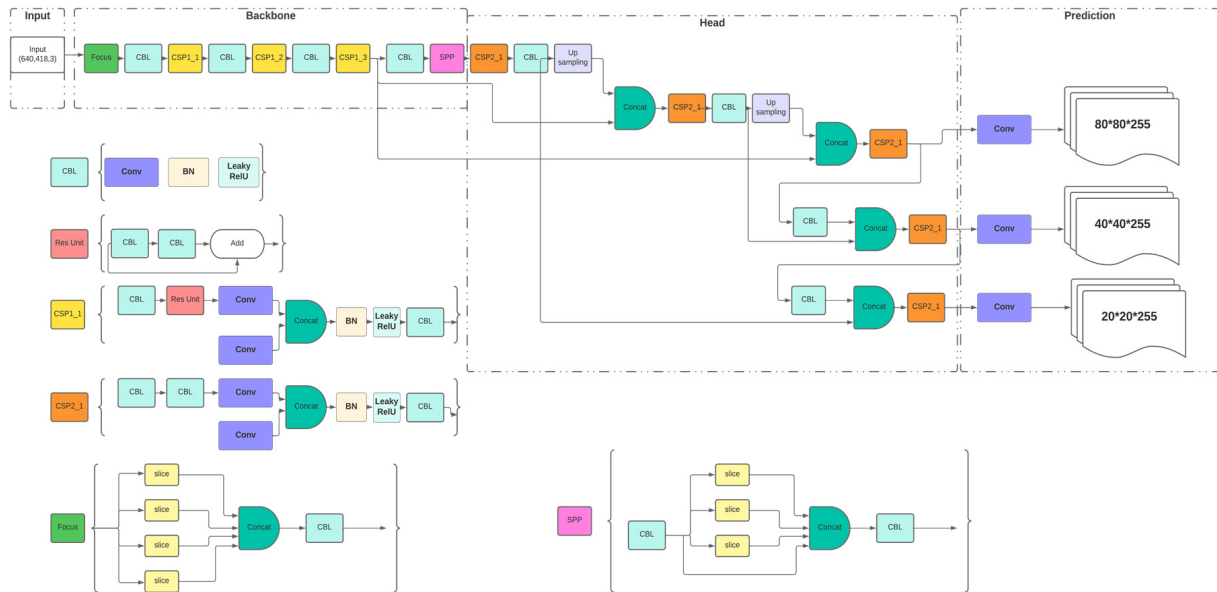 Input
Backbone
Head
Prediction
Input
(640,418,3)
Focus
CBL
CSP1_1
CBL
CSP1_2
CBL
CSP1_3
CBL
SPP
CSP2_1
CBL
Up
sampling
Concat
CSP2_1
CBL
Up
sampling
Concat
CSP2_1
Conv
80*80*255
CBL
Concat
CSP2_1
Conv
40*40*255
CBL
Concat
CSP2_1
Conv
20*20*255
CBL
Conv
BN
Leaky
RelU
Res Unit
CBL
CBL
Add
CSP1_1
CBL
Res Unit
Conv
Conv
Concat
BN
Leaky
RelU
CBL
CSP2_1
CBL
CBL
Conv
Conv
Concat
BN
Leaky
RelU
CBL
Focus
slice
slice
slice
slice
Concat
CBL
SPP
CBL
slice
slice
slice
Concat
CBL